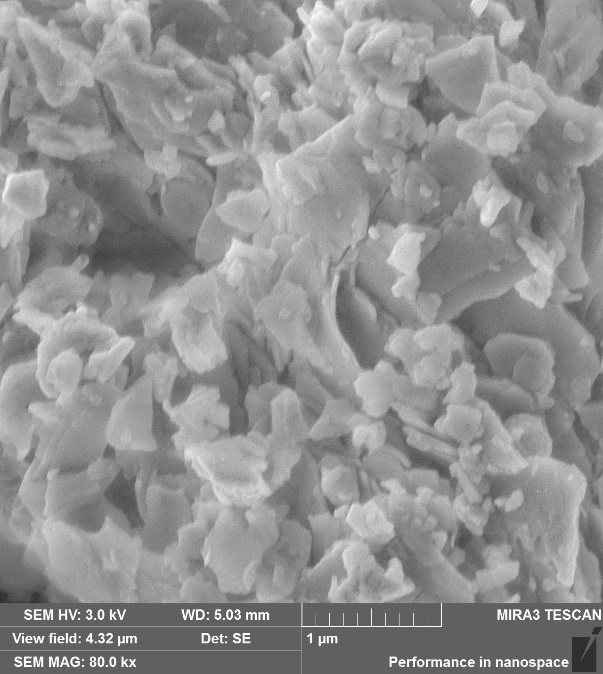 SEM HV: 3.0 kV WD: 5.03 mm MIRA3 TESCAN
View field: 4.32 µm Det: SE 1 µm
SEM MAG: 80.0 kx Performance in nanospace